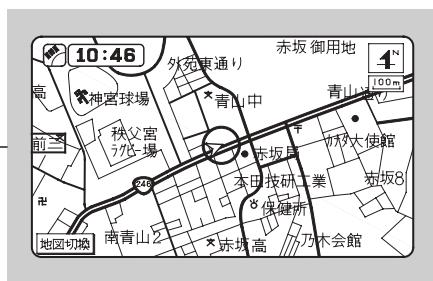 10:46
外苑東通り
赤坂御用地
N
100m
青山通り
高
神宮球場
青山中
秩父宮
ラグビー場
前三
赤坂局
カナダ大使館
本田技研工業
赤坂8
246
保健所
地図切換
南青山2
赤坂高
乃木会館